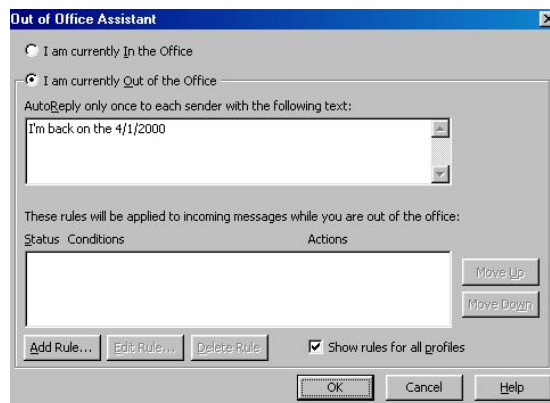 Out of Office Assistant
I am currently In the Office
I am currently Out of the Office
AutoReply only once to each sender with the following text:
I'm back on the 4/1/2000
These rules will be applied to incoming messages while you are out of the office:
Status Conditions Actions
Move Up
Move Down
Add Rule... Edit Rule... Delete Rule Show rules for all profiles
OK Cancel Help